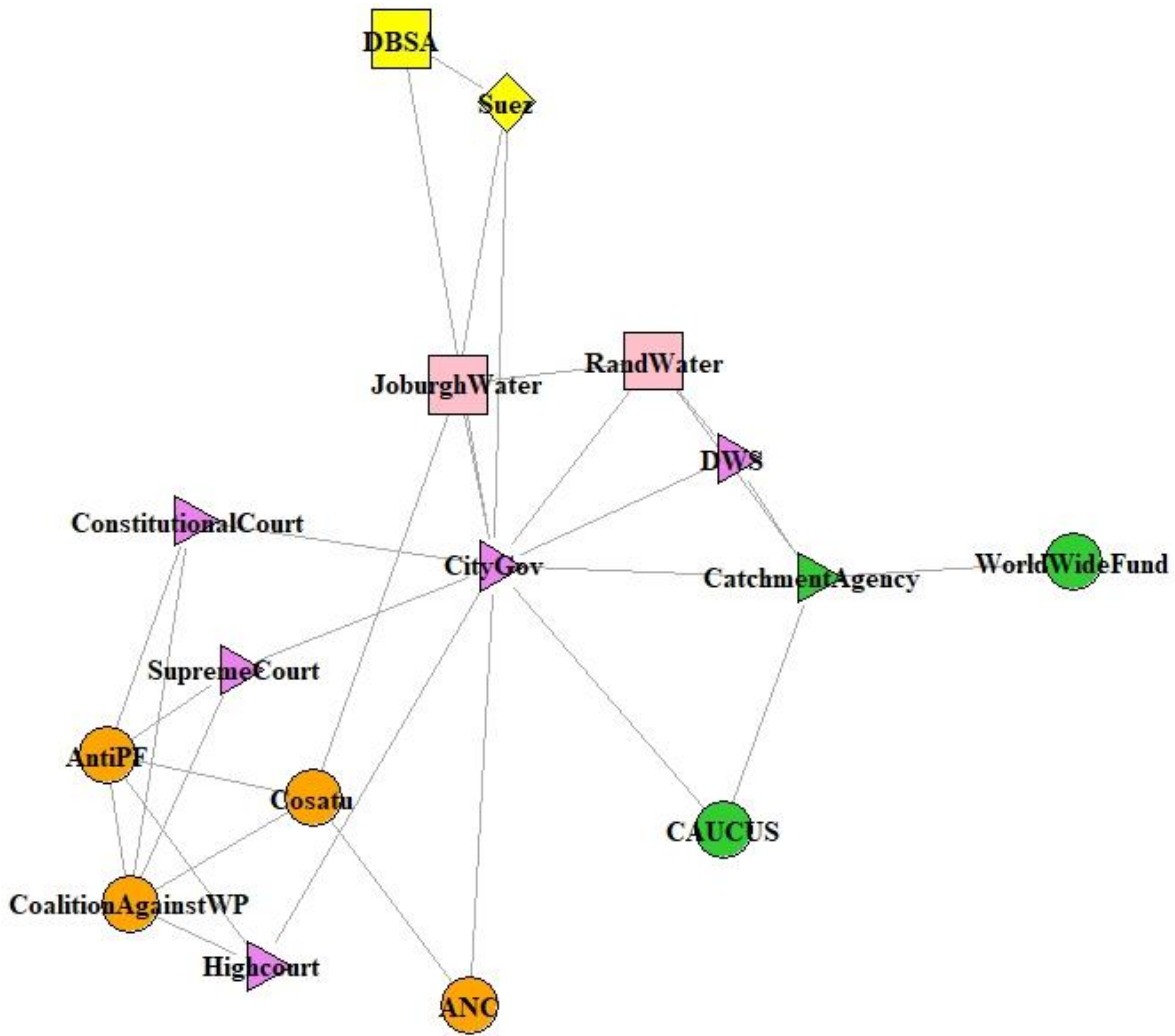 DBSA
Suez
RandWater
JoburghWater
DWS
ConstitutionalCourt
CityGov
CatchmentAgency
WorldWideFund
SupremeCourt
AntiPF
Cosatu
CAUCUS
CoalitionAgainstWP
Highcourt
ANC